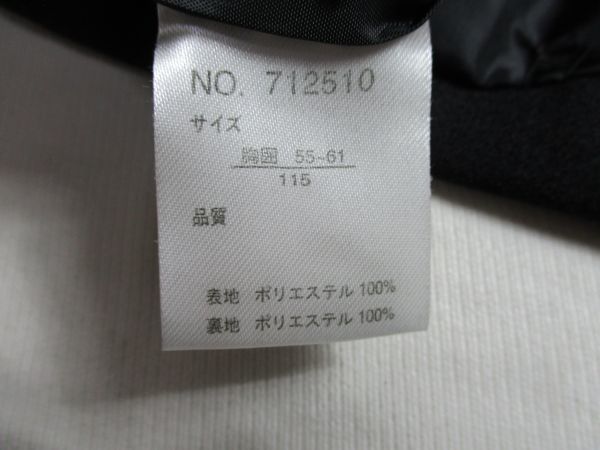 NO. 712510
サイズ
胸囲 55~61
115
品質
表地 ポリエステル 100%
裏地 ポリエステル 100%